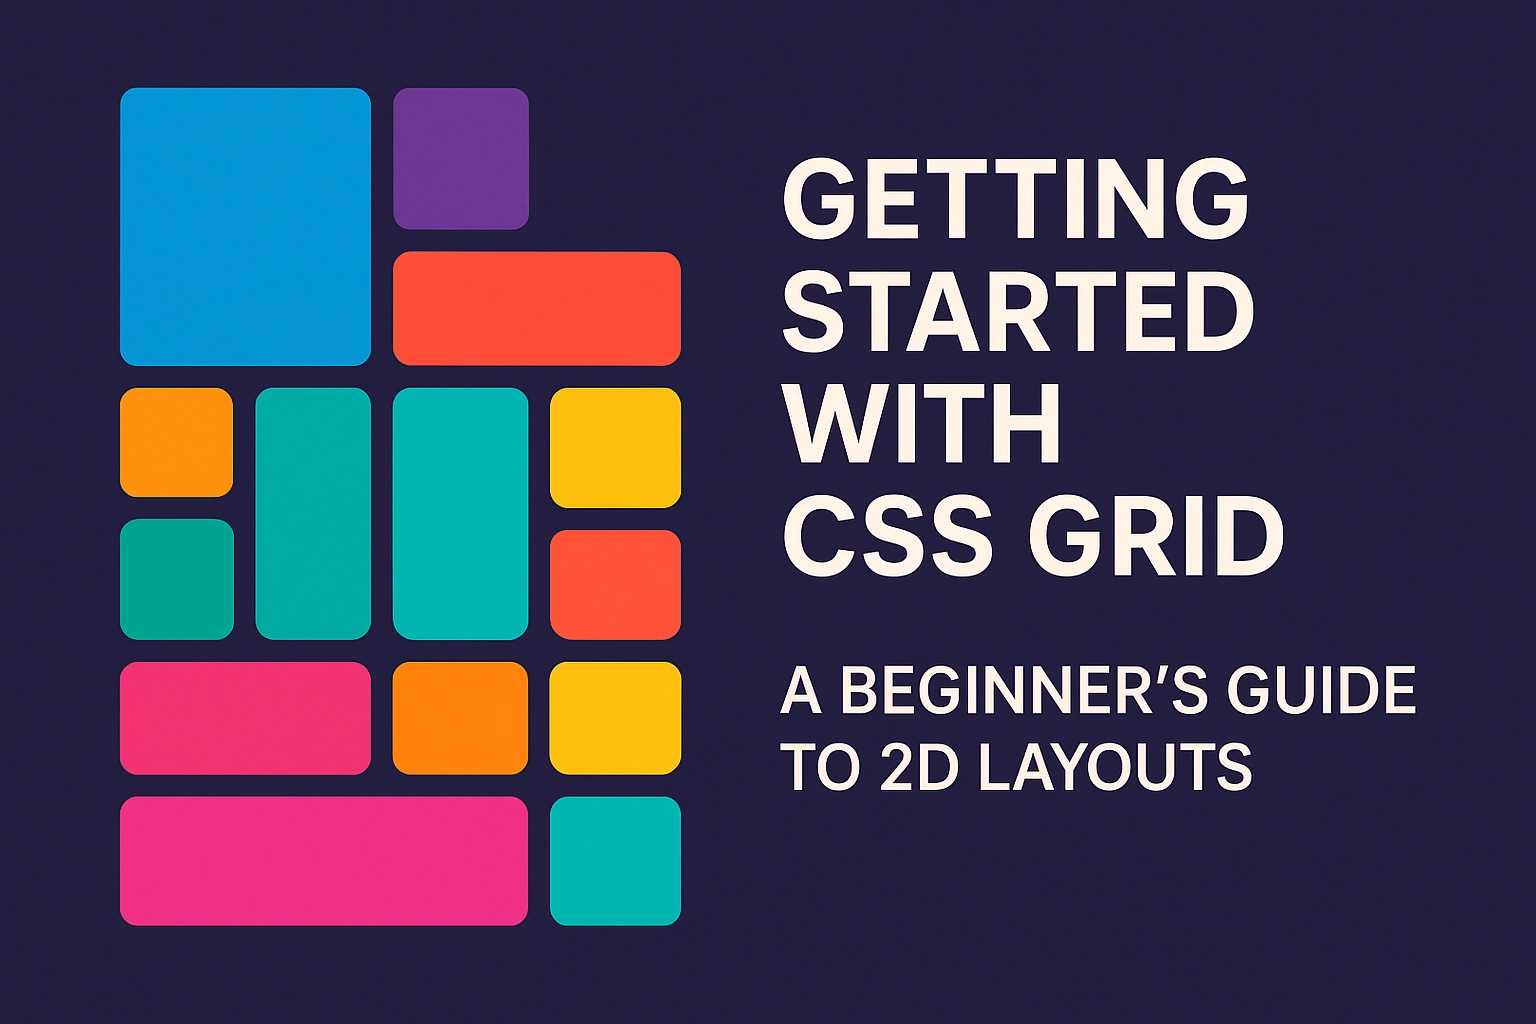 GETTING
STARTED
WITH
CSS GRID
A BEGINNER’S GUIDE
TO 2D LAYOUTS